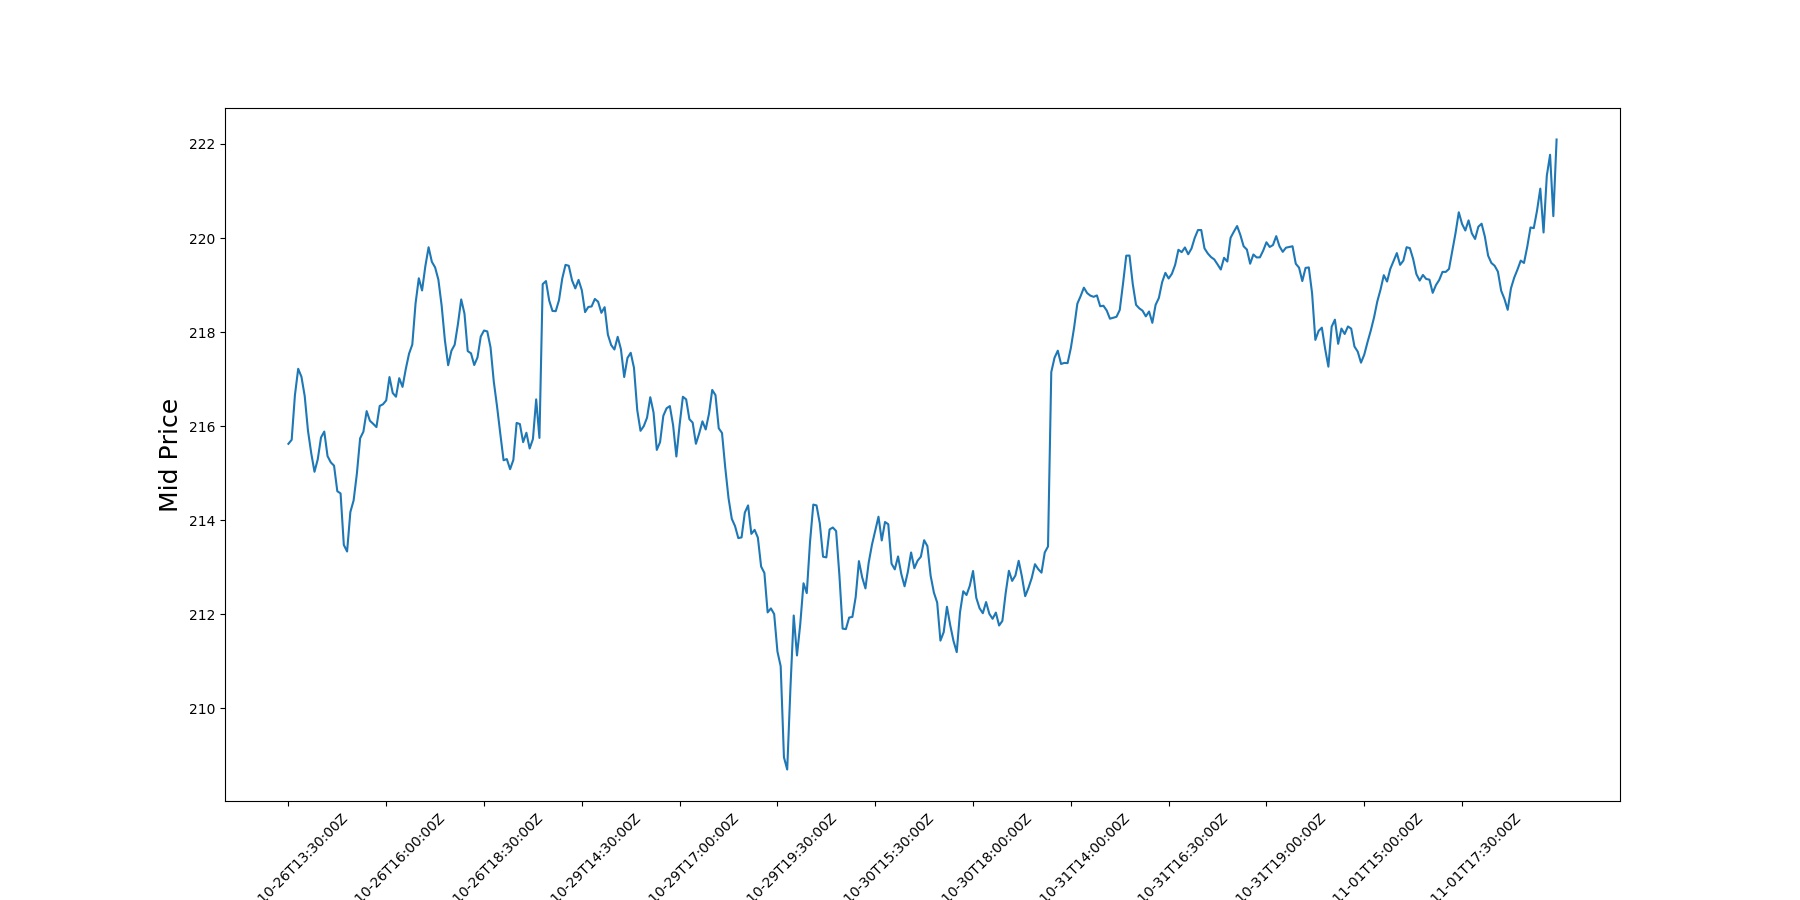 222
220
218
216
214
212
210
Mid Price
10-26T13:30:00Z
10-26T16:00:00Z
10-26T18:30:00Z
10-29T14:30:00Z
10-29T17:00:00Z
10-29T19:30:00Z
10-30T15:30:00Z
10-30T18:00:00Z
10-31T14:00:00Z
10-31T16:30:00Z
10-31T19:00:00Z
11-01T15:00:00Z
11-01T17:30:00Z